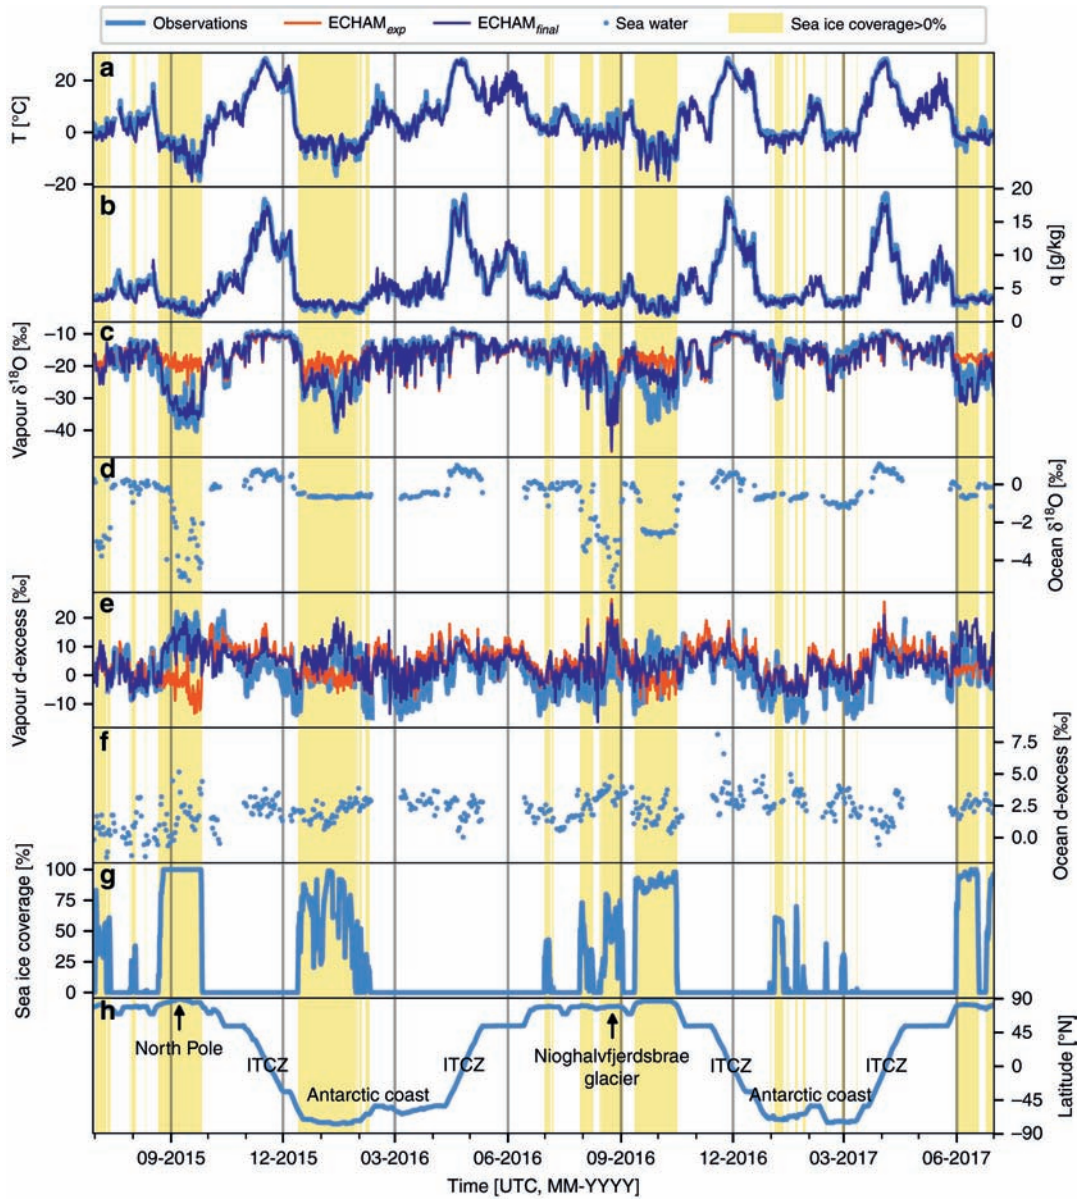 Observations ECHAMexp ECHAMfinal Sea water Sea ice coverage>0%
a
T [°C]
20
0
−20
b
q [g/kg]
20
15
10
5
0
c
Vapour δ18O [‰]
−10
−20
−30
−40
d
Ocean δ18O [‰]
0
−2
−4
e
Vapour d-excess [‰]
20
10
0
−10
f
Ocean d-excess [‰]
7.5
5.0
2.5
0.0
g
Sea ice coverage [%]
100
75
50
25
0
h
Latitude [°N]
90
45
0
−45
−90
North Pole
ITCZ
Antarctic coast
ITCZ
Nioghalvfjerdsbrae
glacier
ITCZ
Antarctic coast
ITCZ
09-2015 12-2015 03-2016 06-2016 09-2016 12-2016 03-2017 06-2017
Time [UTC, MM-YYYY]